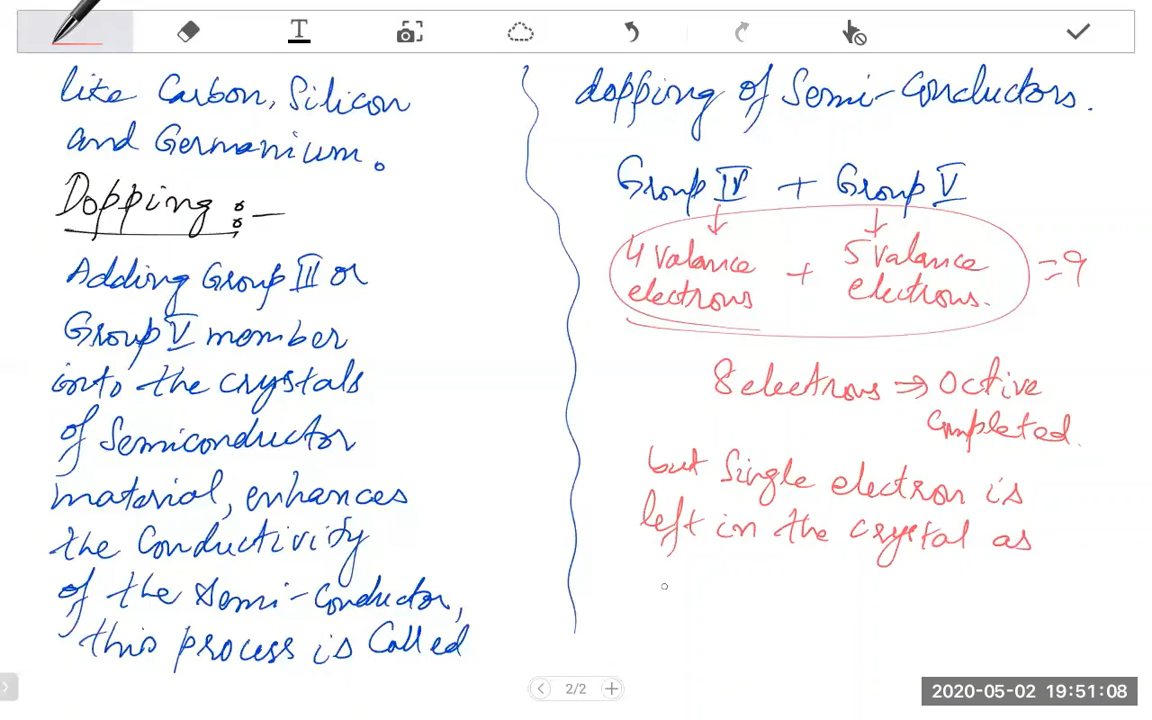 like Carbon, Silicon
and Germanium.
Dopping :-
Adding Group III or
Group V member
into the crystals
of Semiconductor
material, enhances
the Conductivity
of the Semi-Conductor,
this process is Called
dopping of Semi-Conductors.
Group IV + Group V
4 Valance electrons + 5 Valance electrons. = 9
8 electrons ⇒ Octive
Completed.
but Single electron is
left in the crystal as
2/2
2020-05-02 19:51:08